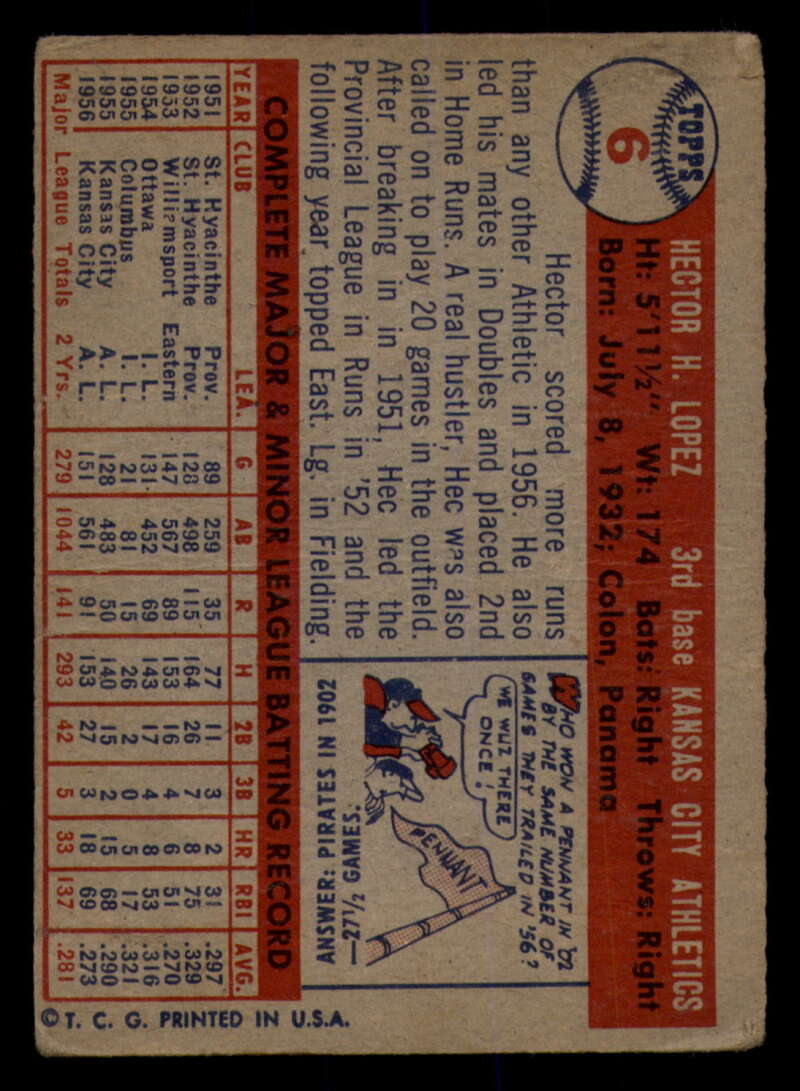 TOPPS
6
HECTOR H. LOPEZ 3rd base KANSAS CITY ATHLETICS
Ht: 5'11½" Wt: 174 Bats: Right Throws: Right
Born: July 8, 1932; Colon, Panama
Hector scored more runs
than any other Athletic in 1956. He also
led his mates in Doubles and placed 2nd
in Home Runs. A real hustler, Hec was also
called on to play 20 games in the outfield.
After breaking in in 1951, Hec led the
Provincial League in Runs in '52 and the
following year topped East. Lg. in Fielding.
WHO WON A PENNANT IN '02
BY THE SAME NUMBER OF
GAMES THEY TRAILED IN '56?
WE WUZ THERE
ONCE!
PENNANT
ANSWER: PIRATES IN 1902
—27½ GAMES.
COMPLETE MAJOR & MINOR LEAGUE BATTING RECORD
YEAR CLUB LEA. G AB R H 2B 3B HR RBI AVG.
1951 St. Hyacinthe Prov. 89 259 35 77 11 3 2 31 .297
1952 St. Hyacinthe Prov. 128 498 115 164 26 7 8 75 .329
1953 Williamsport Eastern 147 567 89 153 16 4 6 51 .270
1954 Ottawa I. L. 131 452 69 143 17 4 8 53 .316
1955 Columbus I. L. 21 81 15 26 2 0 5 17 .321
1955 Kansas City A. L. 128 483 50 140 15 2 15 68 .290
1956 Kansas City A. L. 151 561 91 153 27 3 18 69 .273
Major League Totals 2 Yrs. 279 1044 141 293 42 5 33 137 .281
© T. C. G. PRINTED IN U.S.A.